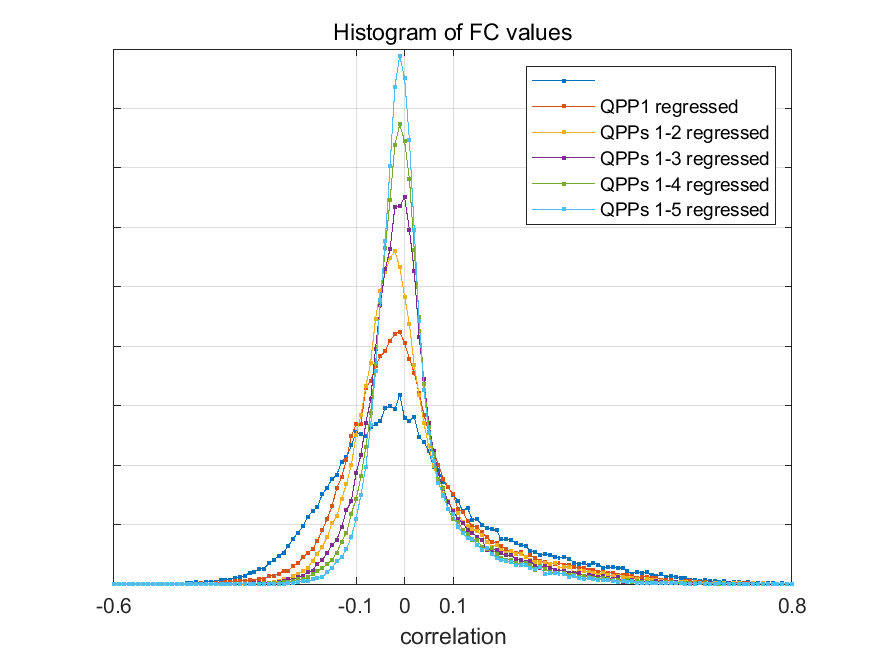 Histogram of FC values
QPP1 regressed
QPPs 1-2 regressed
QPPs 1-3 regressed
QPPs 1-4 regressed
QPPs 1-5 regressed
-0.6 -0.1 0 0.1 0.8
correlation